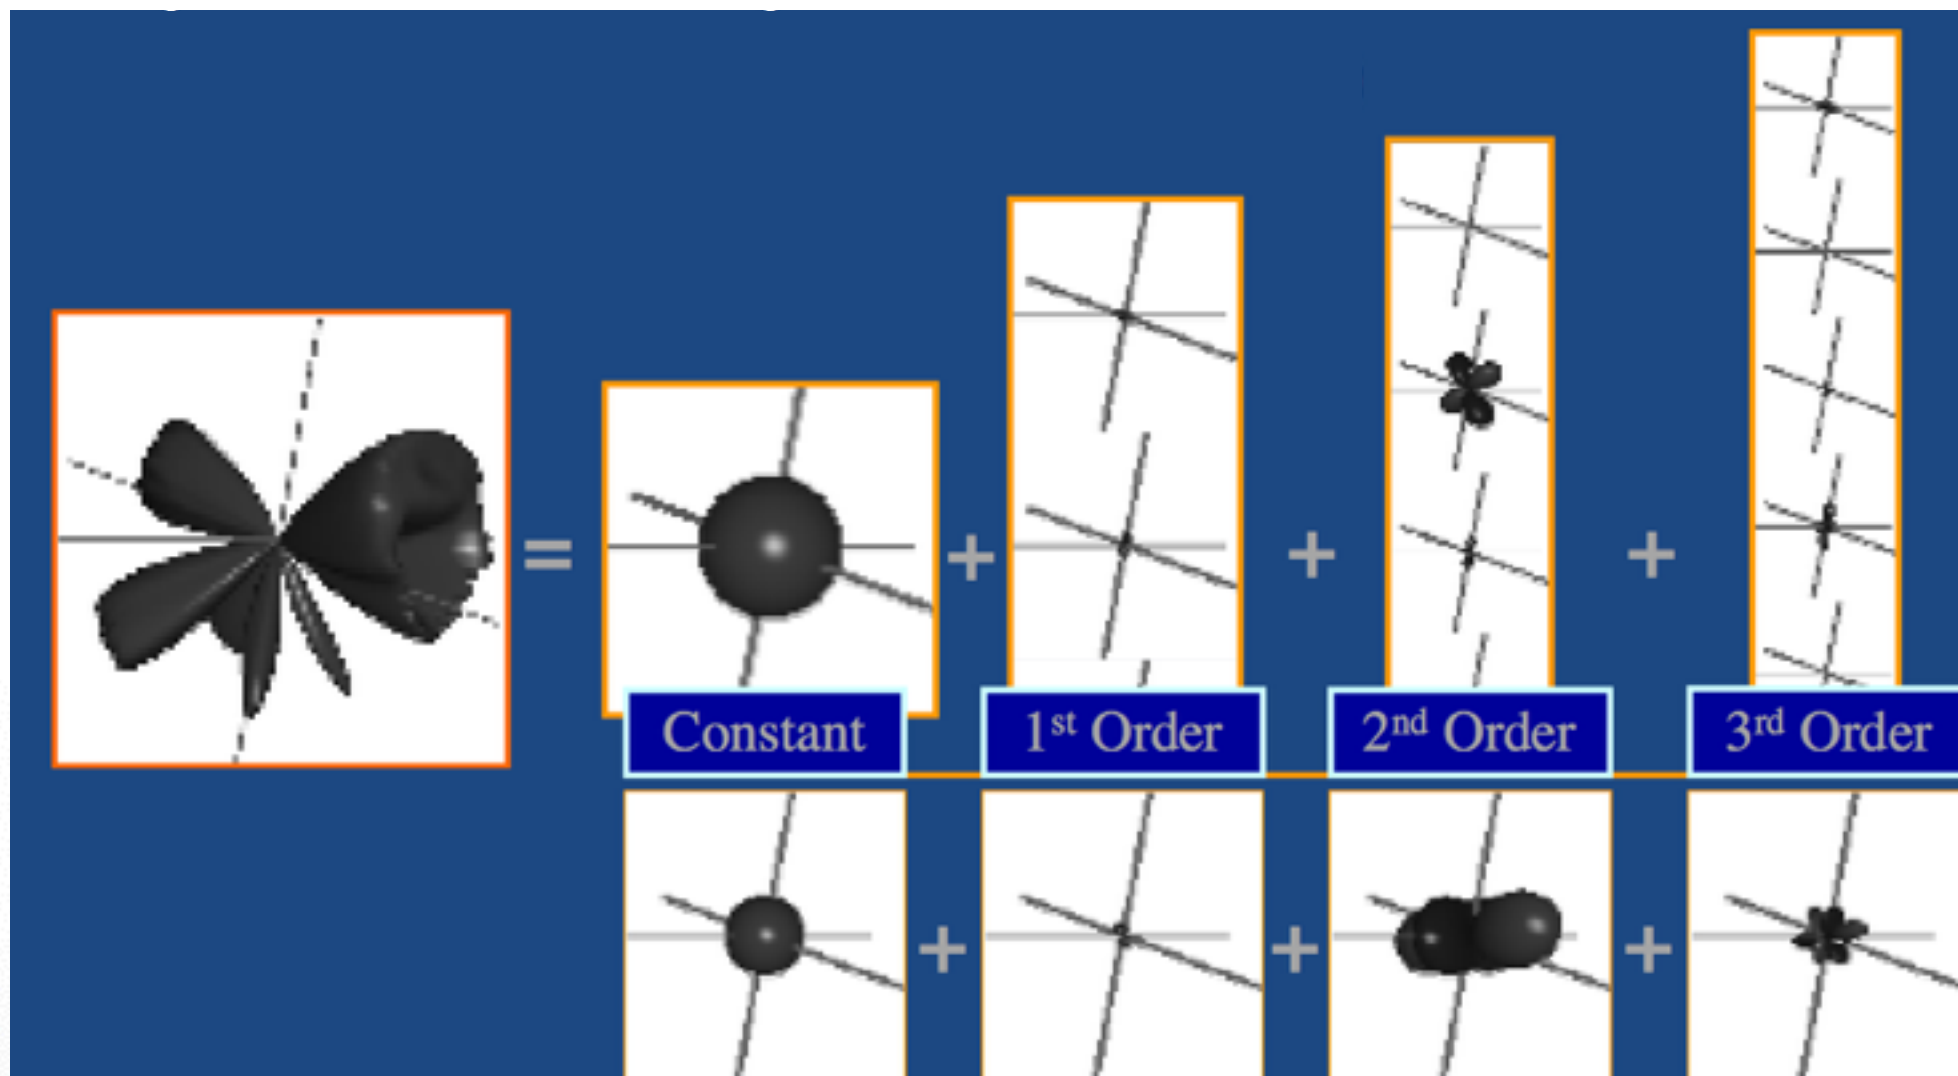 = + + +
Constant 1st Order 2nd Order 3rd Order
+ + +